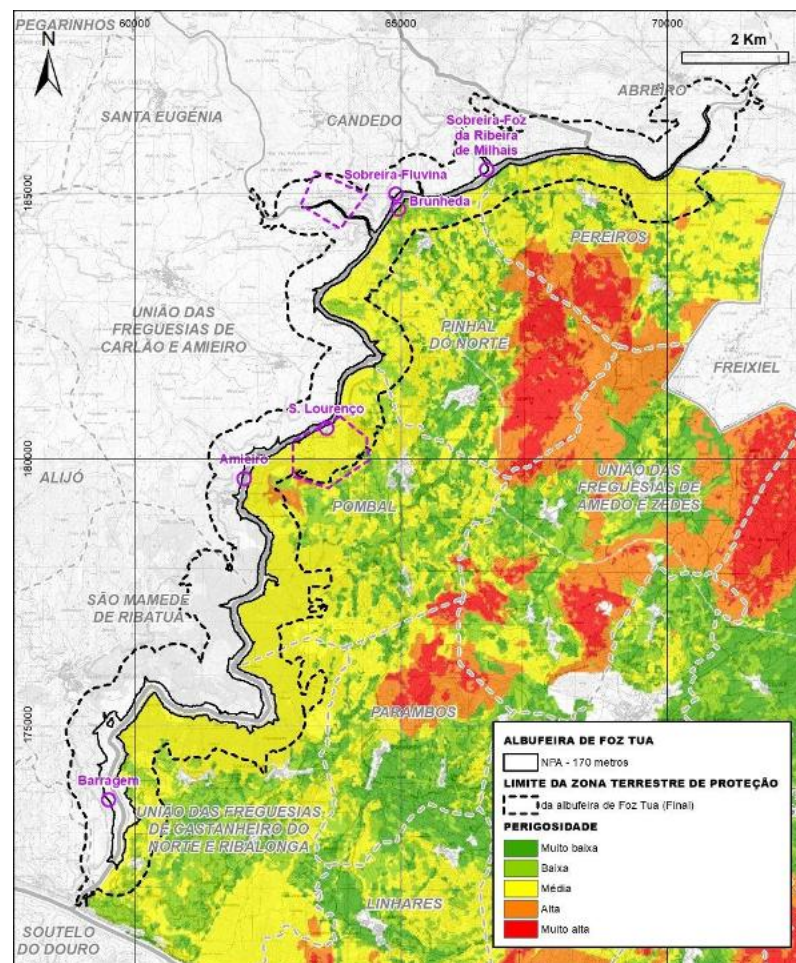 60000
65000
70000
PEGARINHOS
N
2 Km
ABREIRO
SANTA EUGÉNIA
CANDEDO
Sobreira-Foz
da Ribeira
de Milhais
185000
Sobreira-Fluvina
Brunheda
PEREIROS
UNIÃO DAS
FREGUESIAS DE
CARLÃO E AMIEIRO
PINHAL
DO NORTE
FREIXIEL
S. Lourenço
180000
Amieiro
ALIJÓ
UNIÃO DAS
FREGUESIAS DE
AMEDO E ZEDES
POMBAL
SÃO MAMEDE
DE RIBATUA
PARAMBOS
175000
Barragem
UNIÃO DAS FREGUESIAS
DE CASTANHEIRO DO
NORTE E RIBALONGA
LINHARES
SOUTELO
DO DOURO
ALBUFEIRA DE FOZ TUA
NPA - 170 metros
LIMITE DA ZONA TERRESTRE DE PROTEÇÃO
da albufeira de Foz Tua (Final)
PERIGOSIDADE
Muito baixa
Baixa
Média
Alta
Muito alta